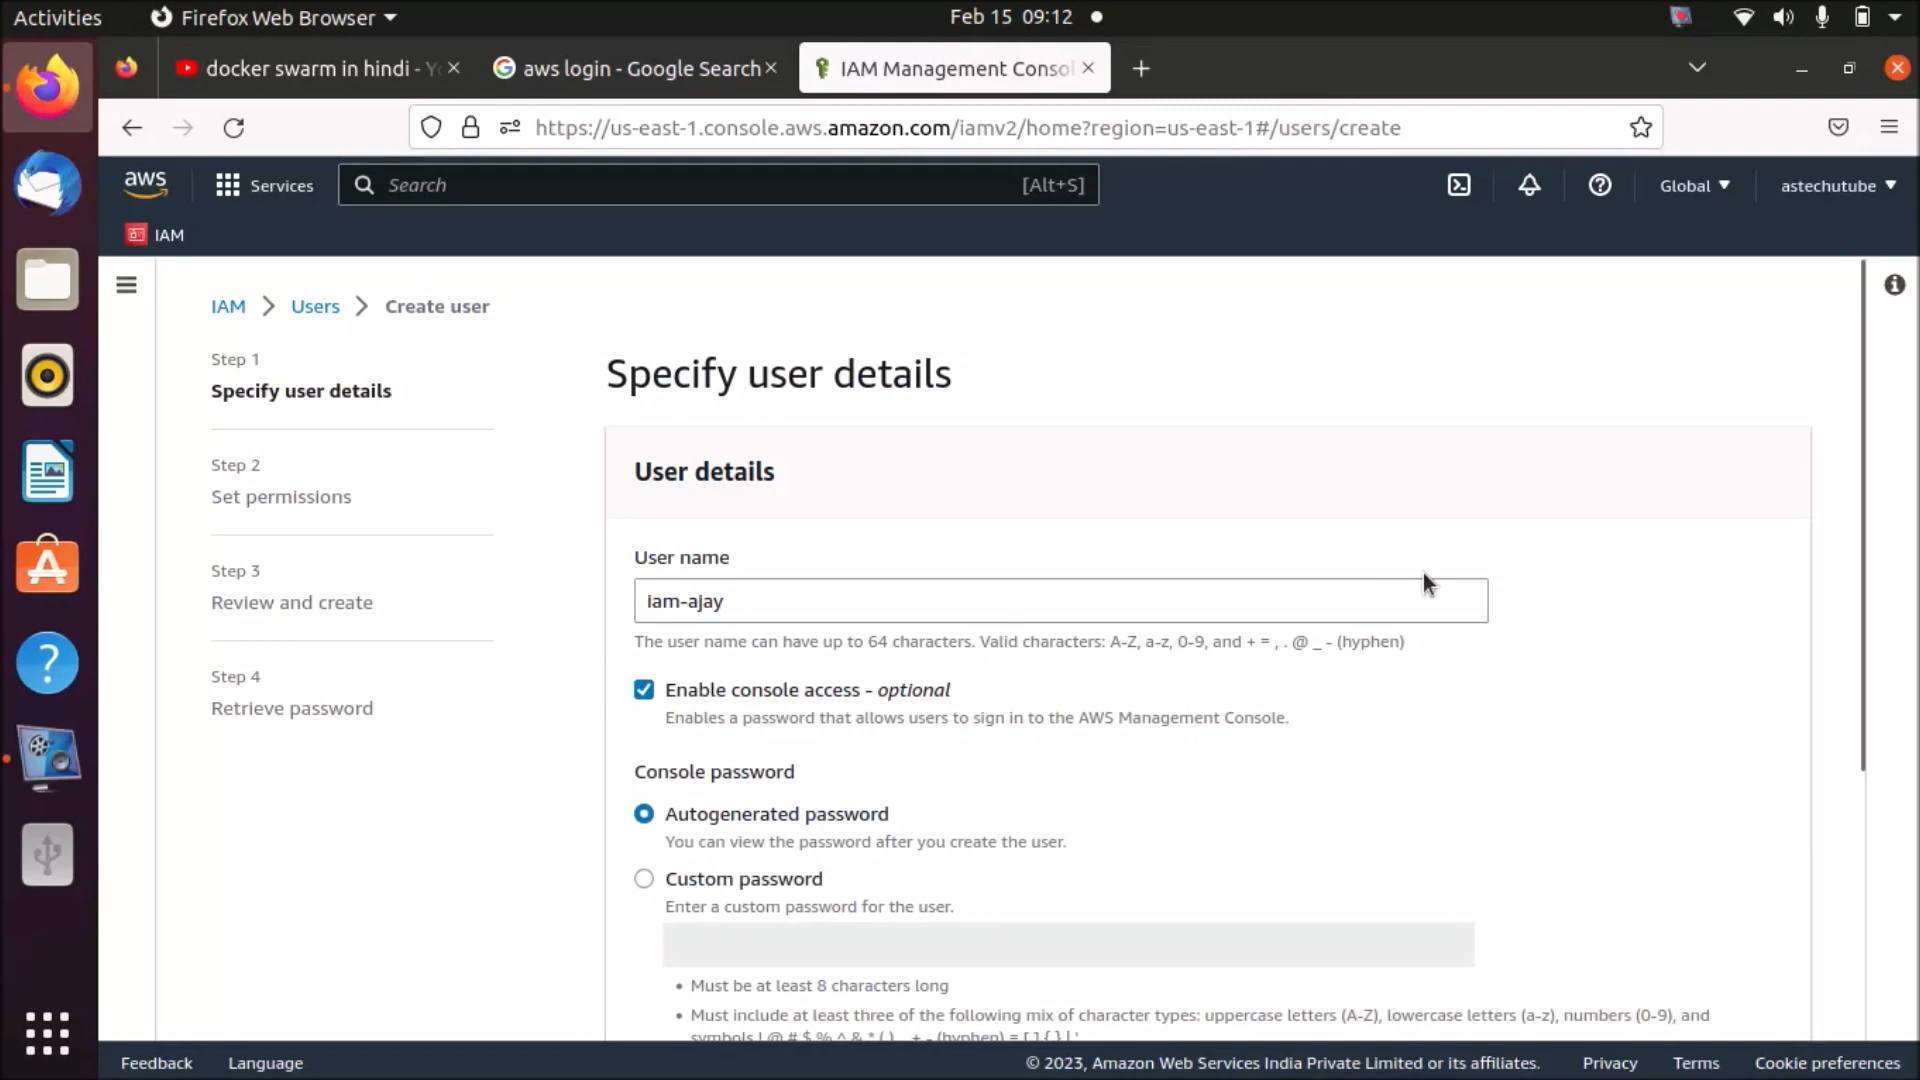 Activities Firefox Web Browser Feb 15 09:12
docker swarm in hindi - Yo aws login - Google Search IAM Management Consol
https://us-east-1.console.aws.amazon.com/iamv2/home?region=us-east-1#/users/create
aws Services Search [Alt+S] Global astechutube
IAM
IAM Users Create user
Step 1
Specify user details
Step 2
Set permissions
Step 3
Review and create
Step 4
Retrieve password
Specify user details
User details
User name
iam-ajay
The user name can have up to 64 characters. Valid characters: A-Z, a-z, 0-9, and + = , . @ _ - (hyphen)
Enable console access - optional
Enables a password that allows users to sign in to the AWS Management Console.
Console password
Autogenerated password
You can view the password after you create the user.
Custom password
Enter a custom password for the user.
• Must be at least 8 characters long
• Must include at least three of the following mix of character types: uppercase letters (A-Z), lowercase letters (a-z), numbers (0-9), and
symbols ! @ # $ % ^ & * ( ) _ + - (hyphen) = [ ] { } | '
Feedback Language © 2023, Amazon Web Services India Private Limited or its affiliates. Privacy Terms Cookie preferences